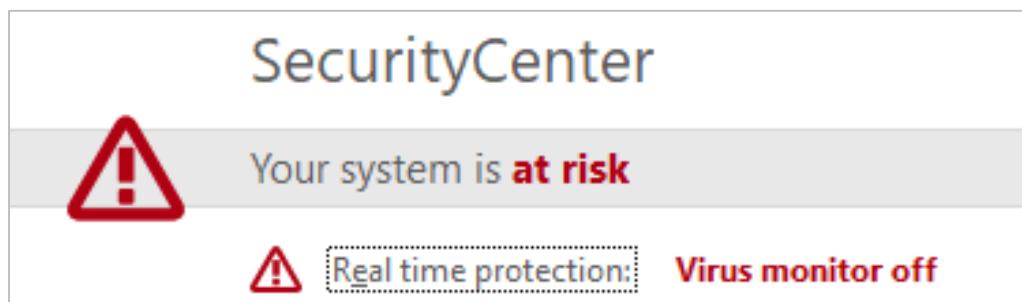 SecurityCenter
Your system is at risk
Real time protection: Virus monitor off